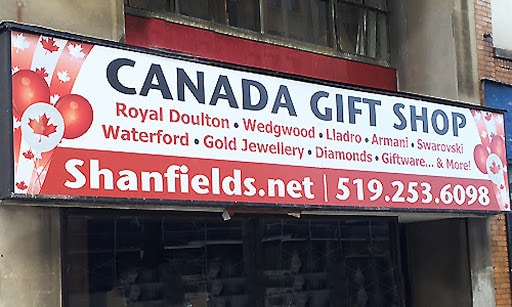 CANADA GIFT SHOP
Royal Doulton • Wedgwood • Lladro • Armani • Swarovski
Waterford • Gold Jewellery • Diamonds • Giftware... & More!
Shanfields.net | 519.253.6098